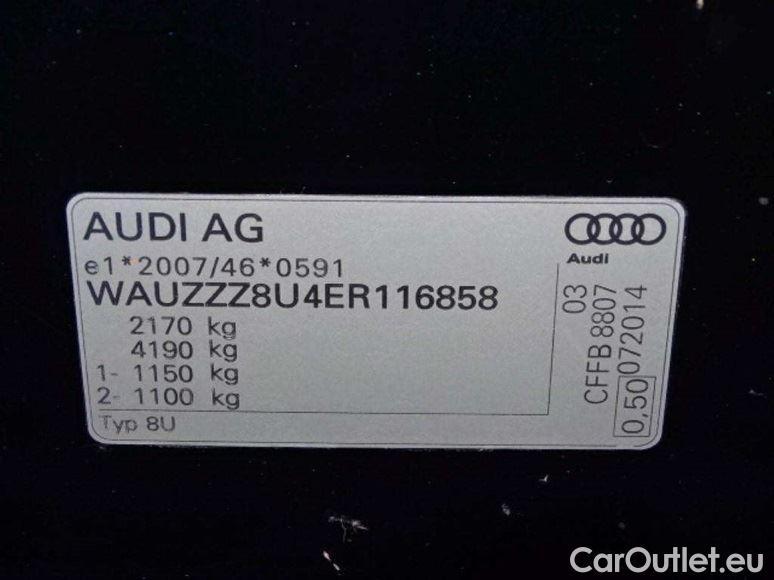 AUDI AG
Audi
e1*2007/46*0591
WAUZZZ8U4ER116858
2170 kg
4190 kg
1- 1150 kg
2- 1100 kg
Typ 8U
03
CFFB 8807
0,50 072014
CarOutlet.eu